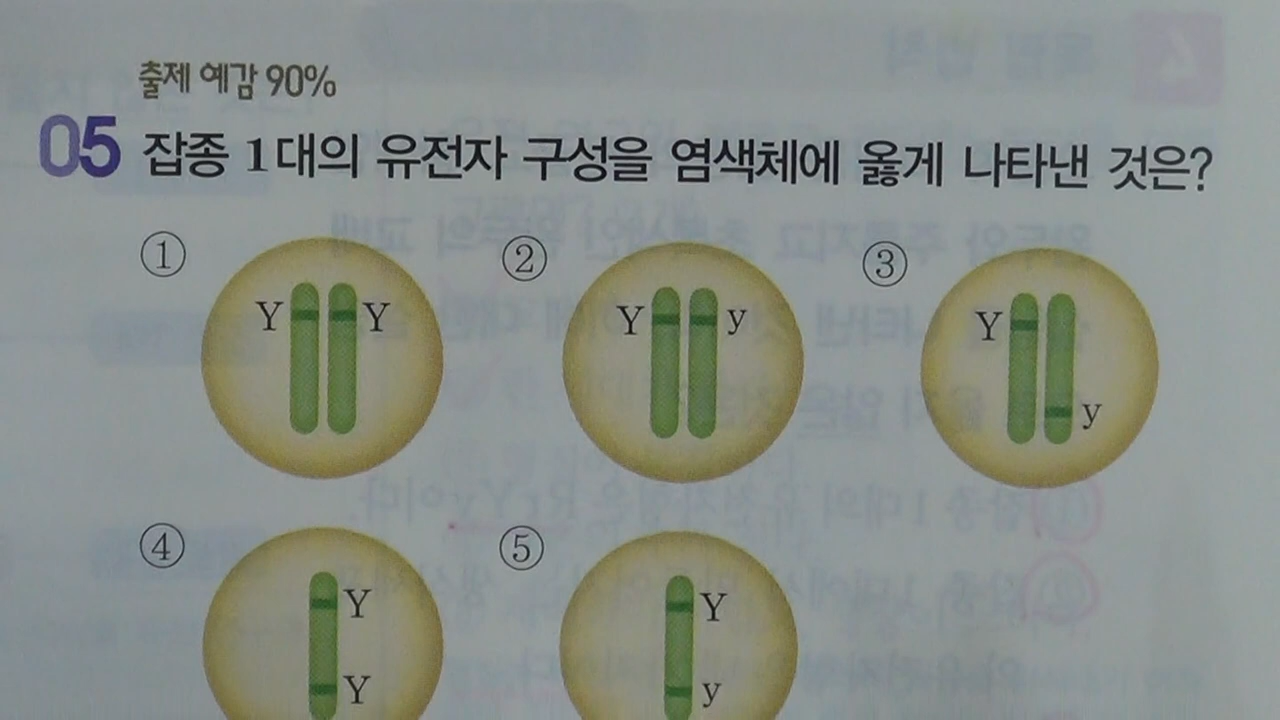 출제 예감 90%
05 잡종 1대의 유전자 구성을 염색체에 옳게 나타낸 것은?
① Y Y
② Y y
③ Y y
④ Y Y
⑤ Y y